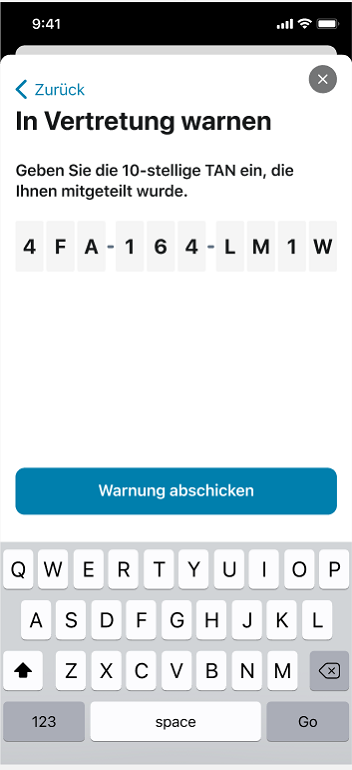 9:41
Zurück
In Vertretung warnen
Geben Sie die 10-stellige TAN ein, die
Ihnen mitgeteilt wurde.
4 F A - 1 6 4 - L M 1 W
Warnung abschicken
Q W E R T Y U I O P
A S D F G H J K L
Z X C V B N M
123 space Go